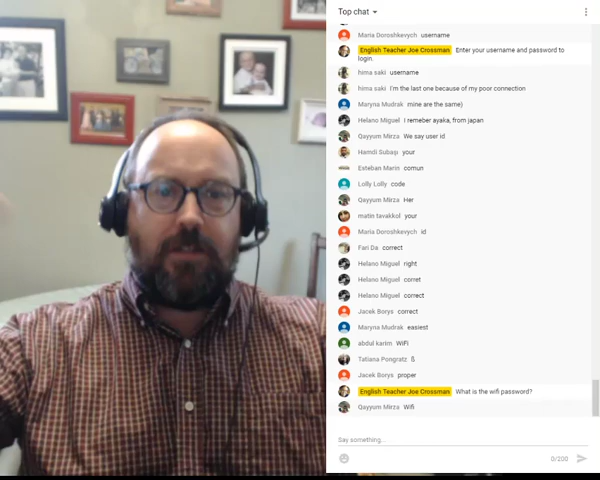 Top chat
Maria Doroshkevych username
English Teacher Joe Crossman Enter your username and password to
login.
hima saki username
hima saki i'm the last one because of my poor connection
Maryna Mudrak mine are the same)
Helano Miguel I remeber ayaka, from japan
Qayyum Mirza We say user id
Hamdi Subaşı your
Esteban Marin comun
Lolly Lolly code
Qayyum Mirza Her
matin tavakkol your
Maria Doroshkevych id
Fari Da correct
Helano Miguel right
Helano Miguel corret
Helano Miguel correct
Jacek Borys correct
Maryna Mudrak easiest
abdul karim WiFi
Tatiana Pongratz ß
Jacek Borys proper
English Teacher Joe Crossman What is the wifi password?
Qayyum Mirza Wifi
Say something...
0/200